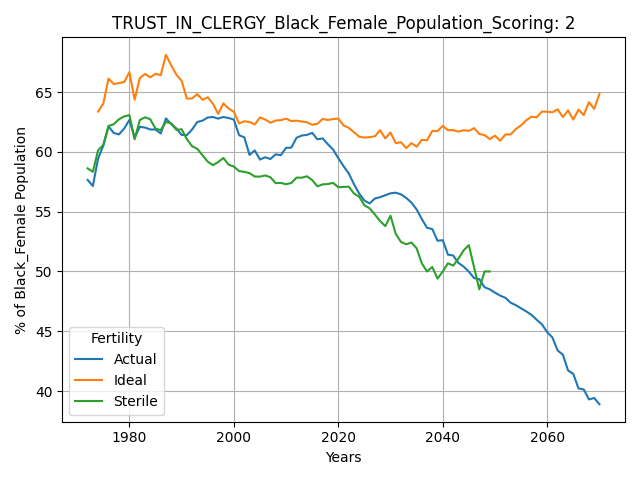 TRUST_IN_CLERGY_Black_Female_Population_Scoring: 2
% of Black_Female Population
65
60
55
50
45
40
Fertility
Actual
Ideal
Sterile
1980 2000 2020 2040 2060
Years